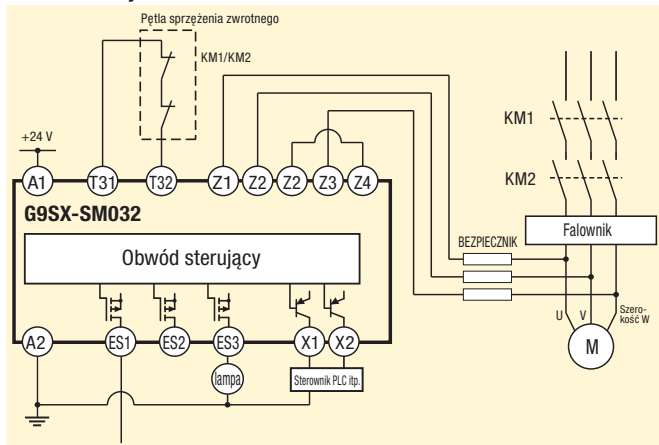 Pętla sprzężenia zwrotnego
KM1/KM2
+24 V
KM1
KM2
A1 T31 T32 Z1 Z2 Z2 Z3 Z4
G9SX-SM032
Falownik
BEZPIECZNIK
Obwód sterujący
U V Szero-
kość W
M
A2 ES1 ES2 ES3 X1 X2
lampa
Sterownik PLC itp.